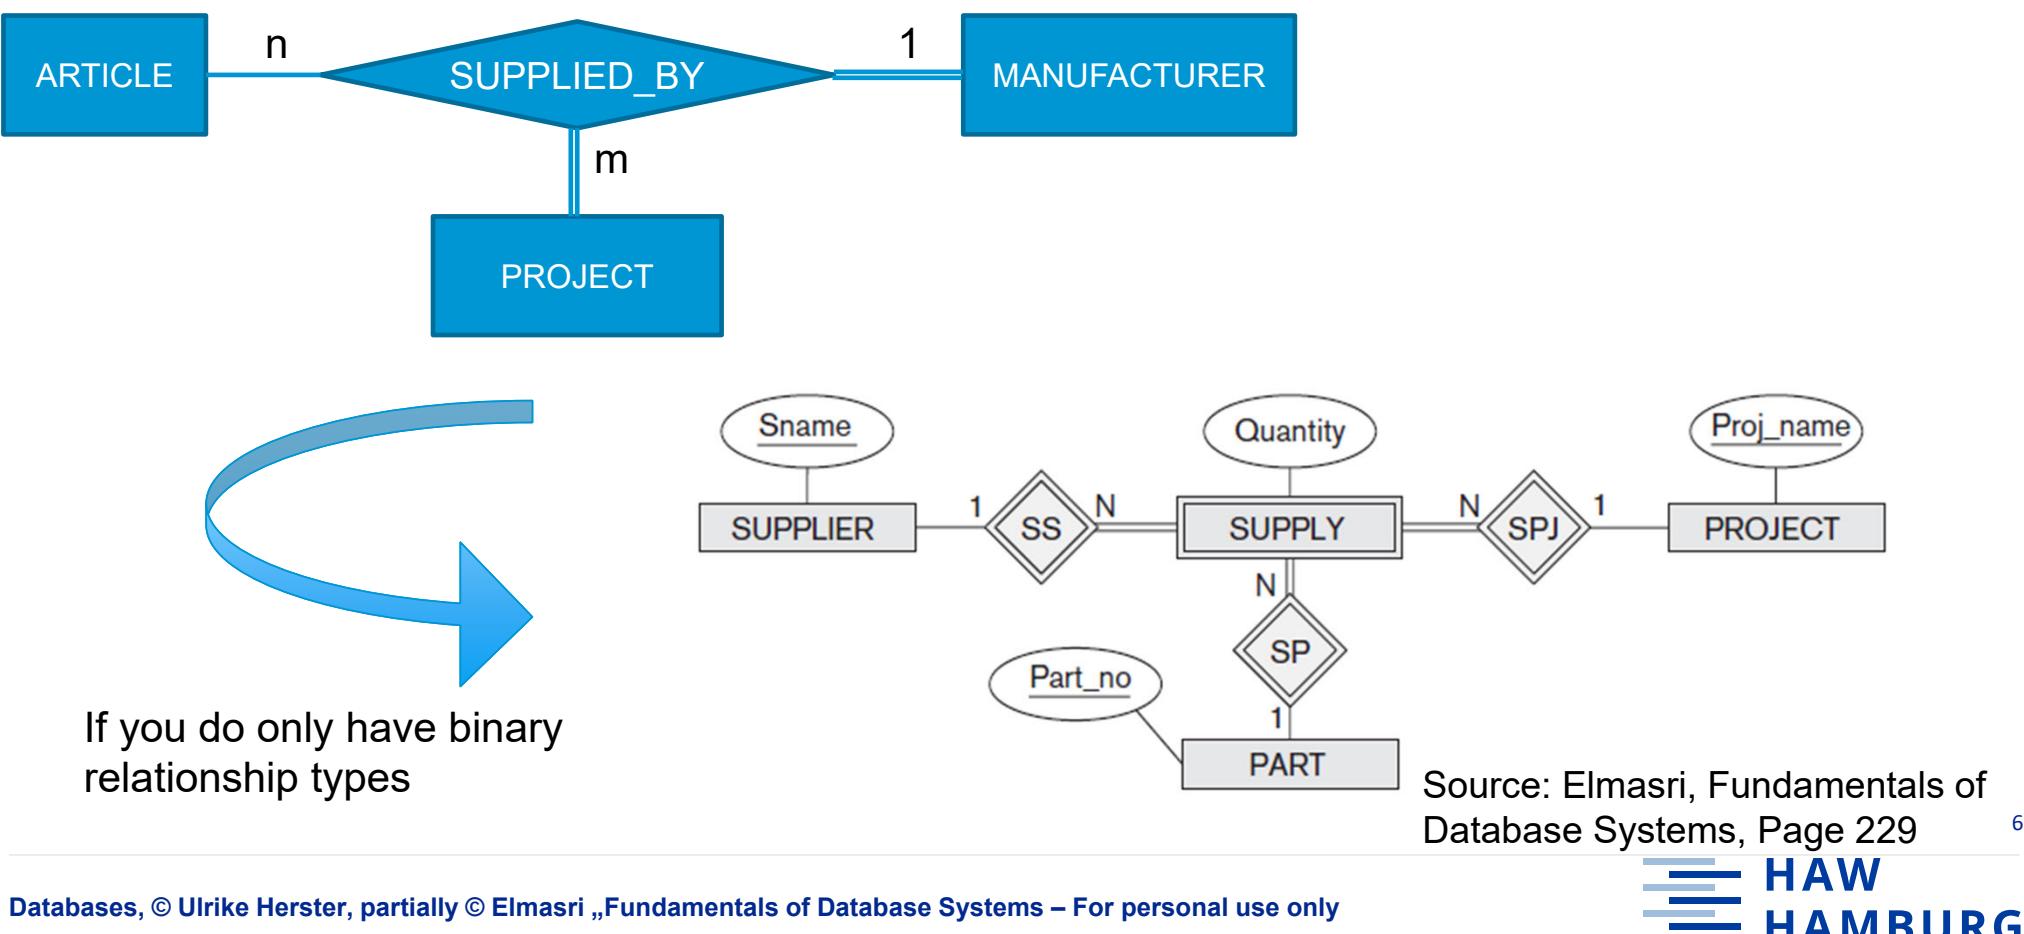 n
1
ARTICLE
SUPPLIED_BY
MANUFACTURER
m
PROJECT
Sname
Quantity
Proj_name
1
N
N
1
SUPPLIER
SS
SUPPLY
SPJ
PROJECT
N
SP
Part_no
1
PART
If you do only have binary
relationship types
Source: Elmasri, Fundamentals of
Database Systems, Page 229
6
Databases, © Ulrike Herster, partially © Elmasri „Fundamentals of Database Systems – For personal use only
HAW
HAMBURG